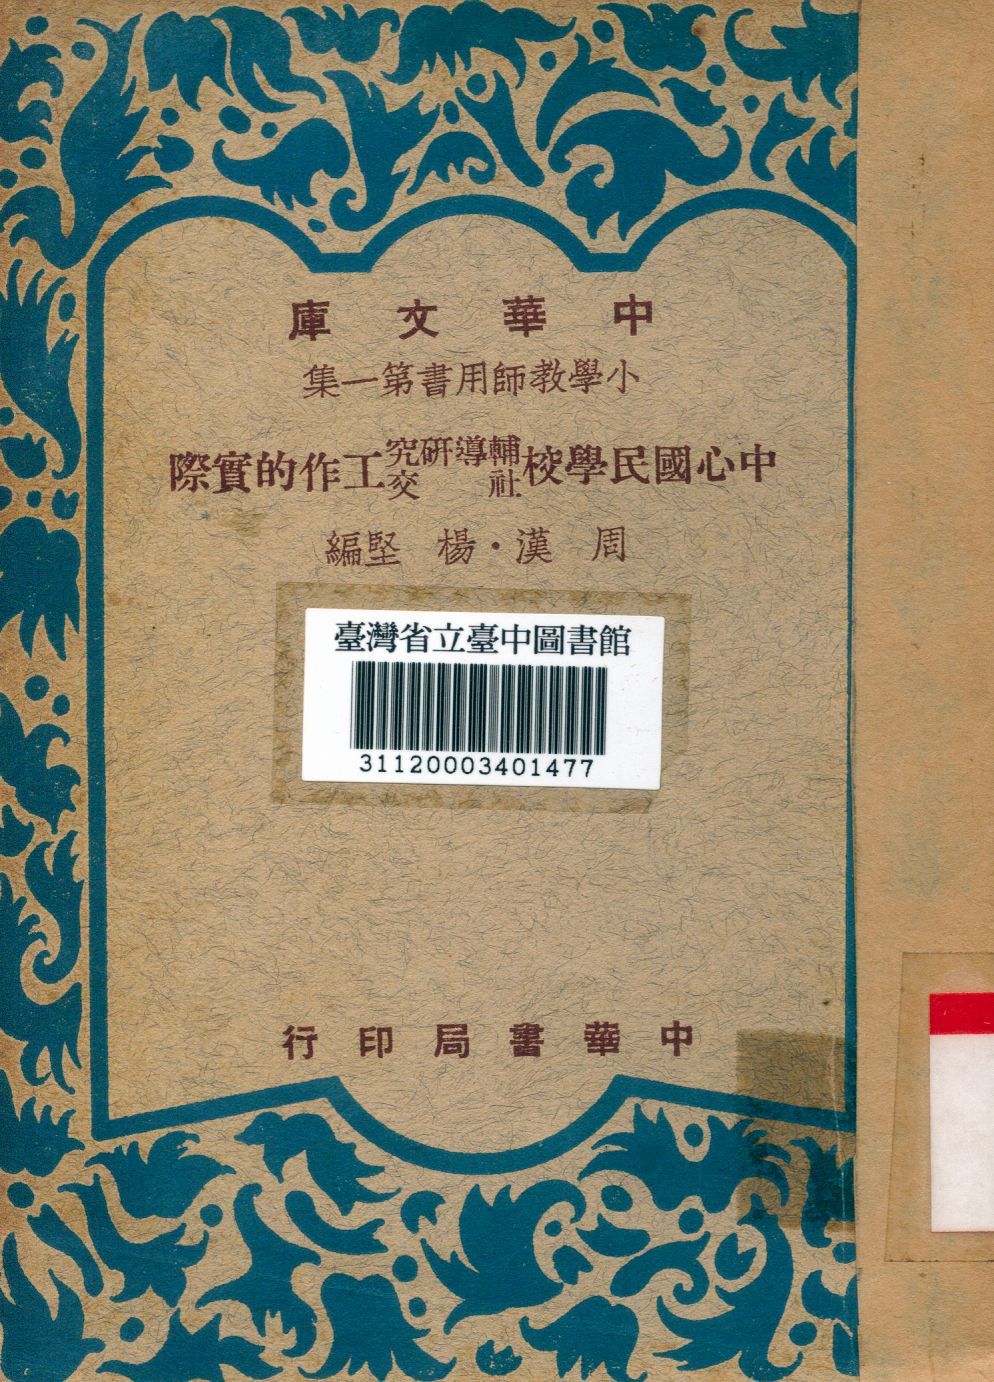 中華文庫
小學教師用書第一集
中心國民學校輔導研究社交工作的實際
周漢・楊堅編
臺灣省立臺中圖書館
31120003401477
中華書局印行